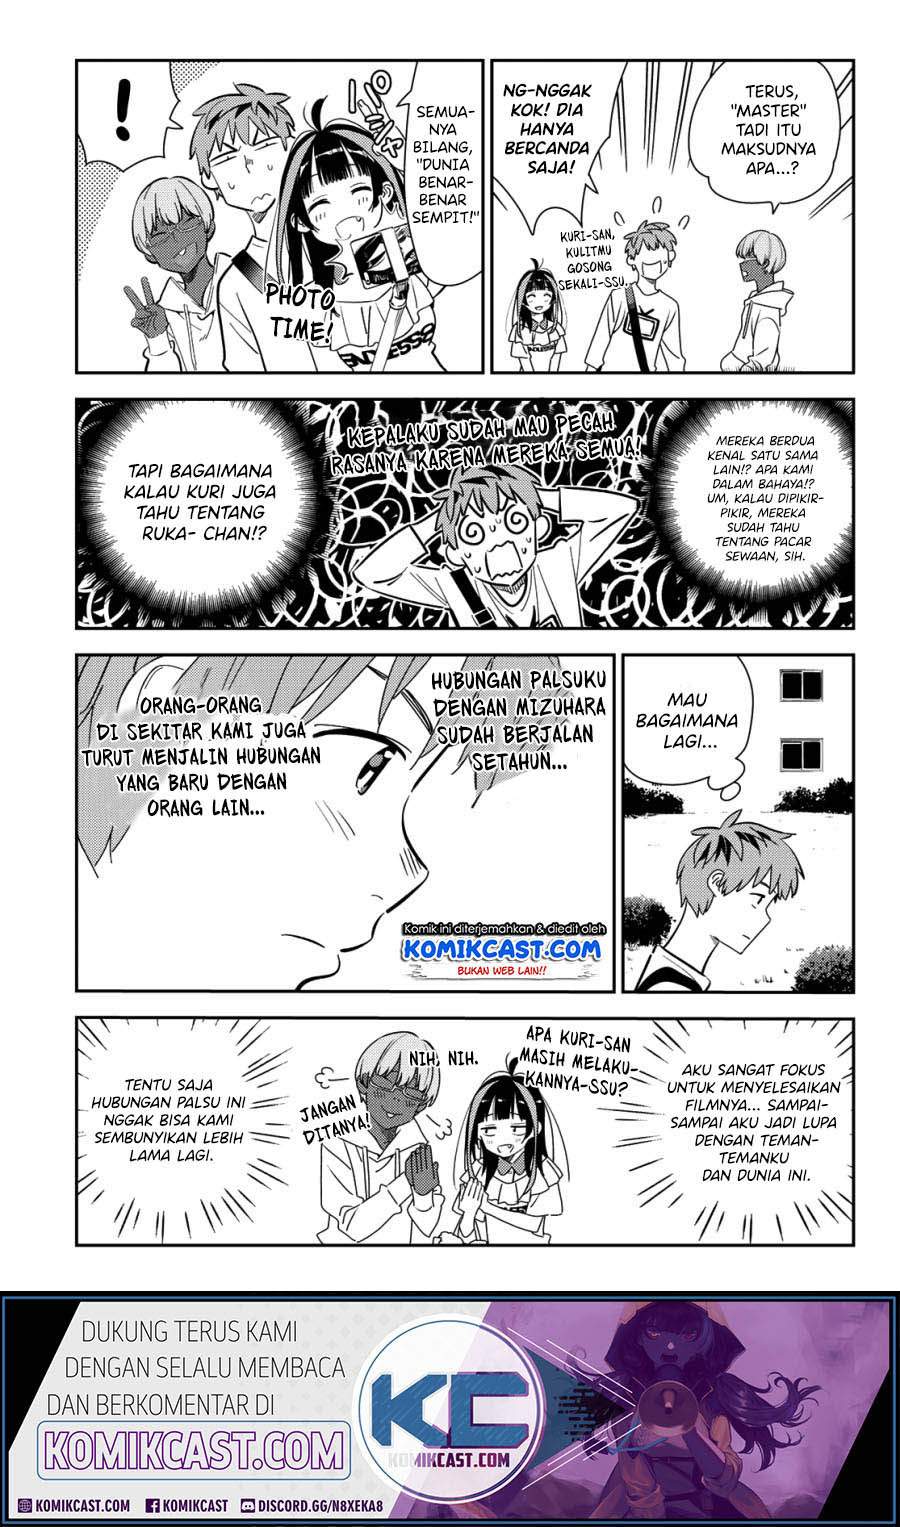 TERUS,
"MASTER"
TADI ITU
MAKSUDNYA
APA...?
NG-NGGAK
KOK! DIA
HANYA
BERCANDA
SAJA!
KURI-SAN,
KULITMU
GOSONG
SEKALI-SSU.
SEMUA-
NYA
BILANG,
"DUNIA
BENAR-
BENAR
SEMPIT!"
!
PHOTO
TIME!
ENDLESSS
MEREKA BERDUA
KENAL SATU SAMA
LAIN!? APA KAMI
DALAM BAHAYA!?
UM, KALAU DIPIKIR-
PIKIR, MEREKA
SUDAH TAHU
TENTANG PACAR
SEWAAN, SIH.
KEPALAKU SUDAH MAU PECAH
RASANYA KARENA MEREKA SEMUA!
TAPI BAGAIMANA
KALAU KURI JUGA
TAHU TENTANG
RUKA- CHAN!?
MAU
BAGAIMANA
LAGI...
HUBUNGAN PALSUKU
DENGAN MIZUHARA
SUDAH BERJALAN
SETAHUN...
ORANG-ORANG
DI SEKITAR KAMI JUGA
TURUT MENJALIN HUBUNGAN
YANG BARU DENGAN
ORANG LAIN...
Komik ini diterjemahkan & diedit oleh
KOMIKCAST.COM
BUKAN WEB LAIN!!
AKU SANGAT FOKUS
UNTUK MENYELESAIKAN
FILMNYA... SAMPAI-
SAMPAI AKU JADI LUPA
DENGAN TEMAN-
TEMANKU
DAN DUNIA INI.
APA KURI-SAN
MASIH MELAKU-
KANNYA-SSU?
NIH, NIH.
JANGAN
DITANYA!
TENTU SAJA
HUBUNGAN PALSU INI
NGGAK BISA KAMI
SEMBUNYIKAN LEBIH
LAMA LAGI.
DUKUNG TERUS KAMI
DENGAN SELALU MEMBACA
DAN BERKOMENTAR DI
KOMIKCAST.COM
KC
KOMIKCAST.COM
KOMIKCAST.COM KOMIKCAST DISCORD.GG/N8XEKA8